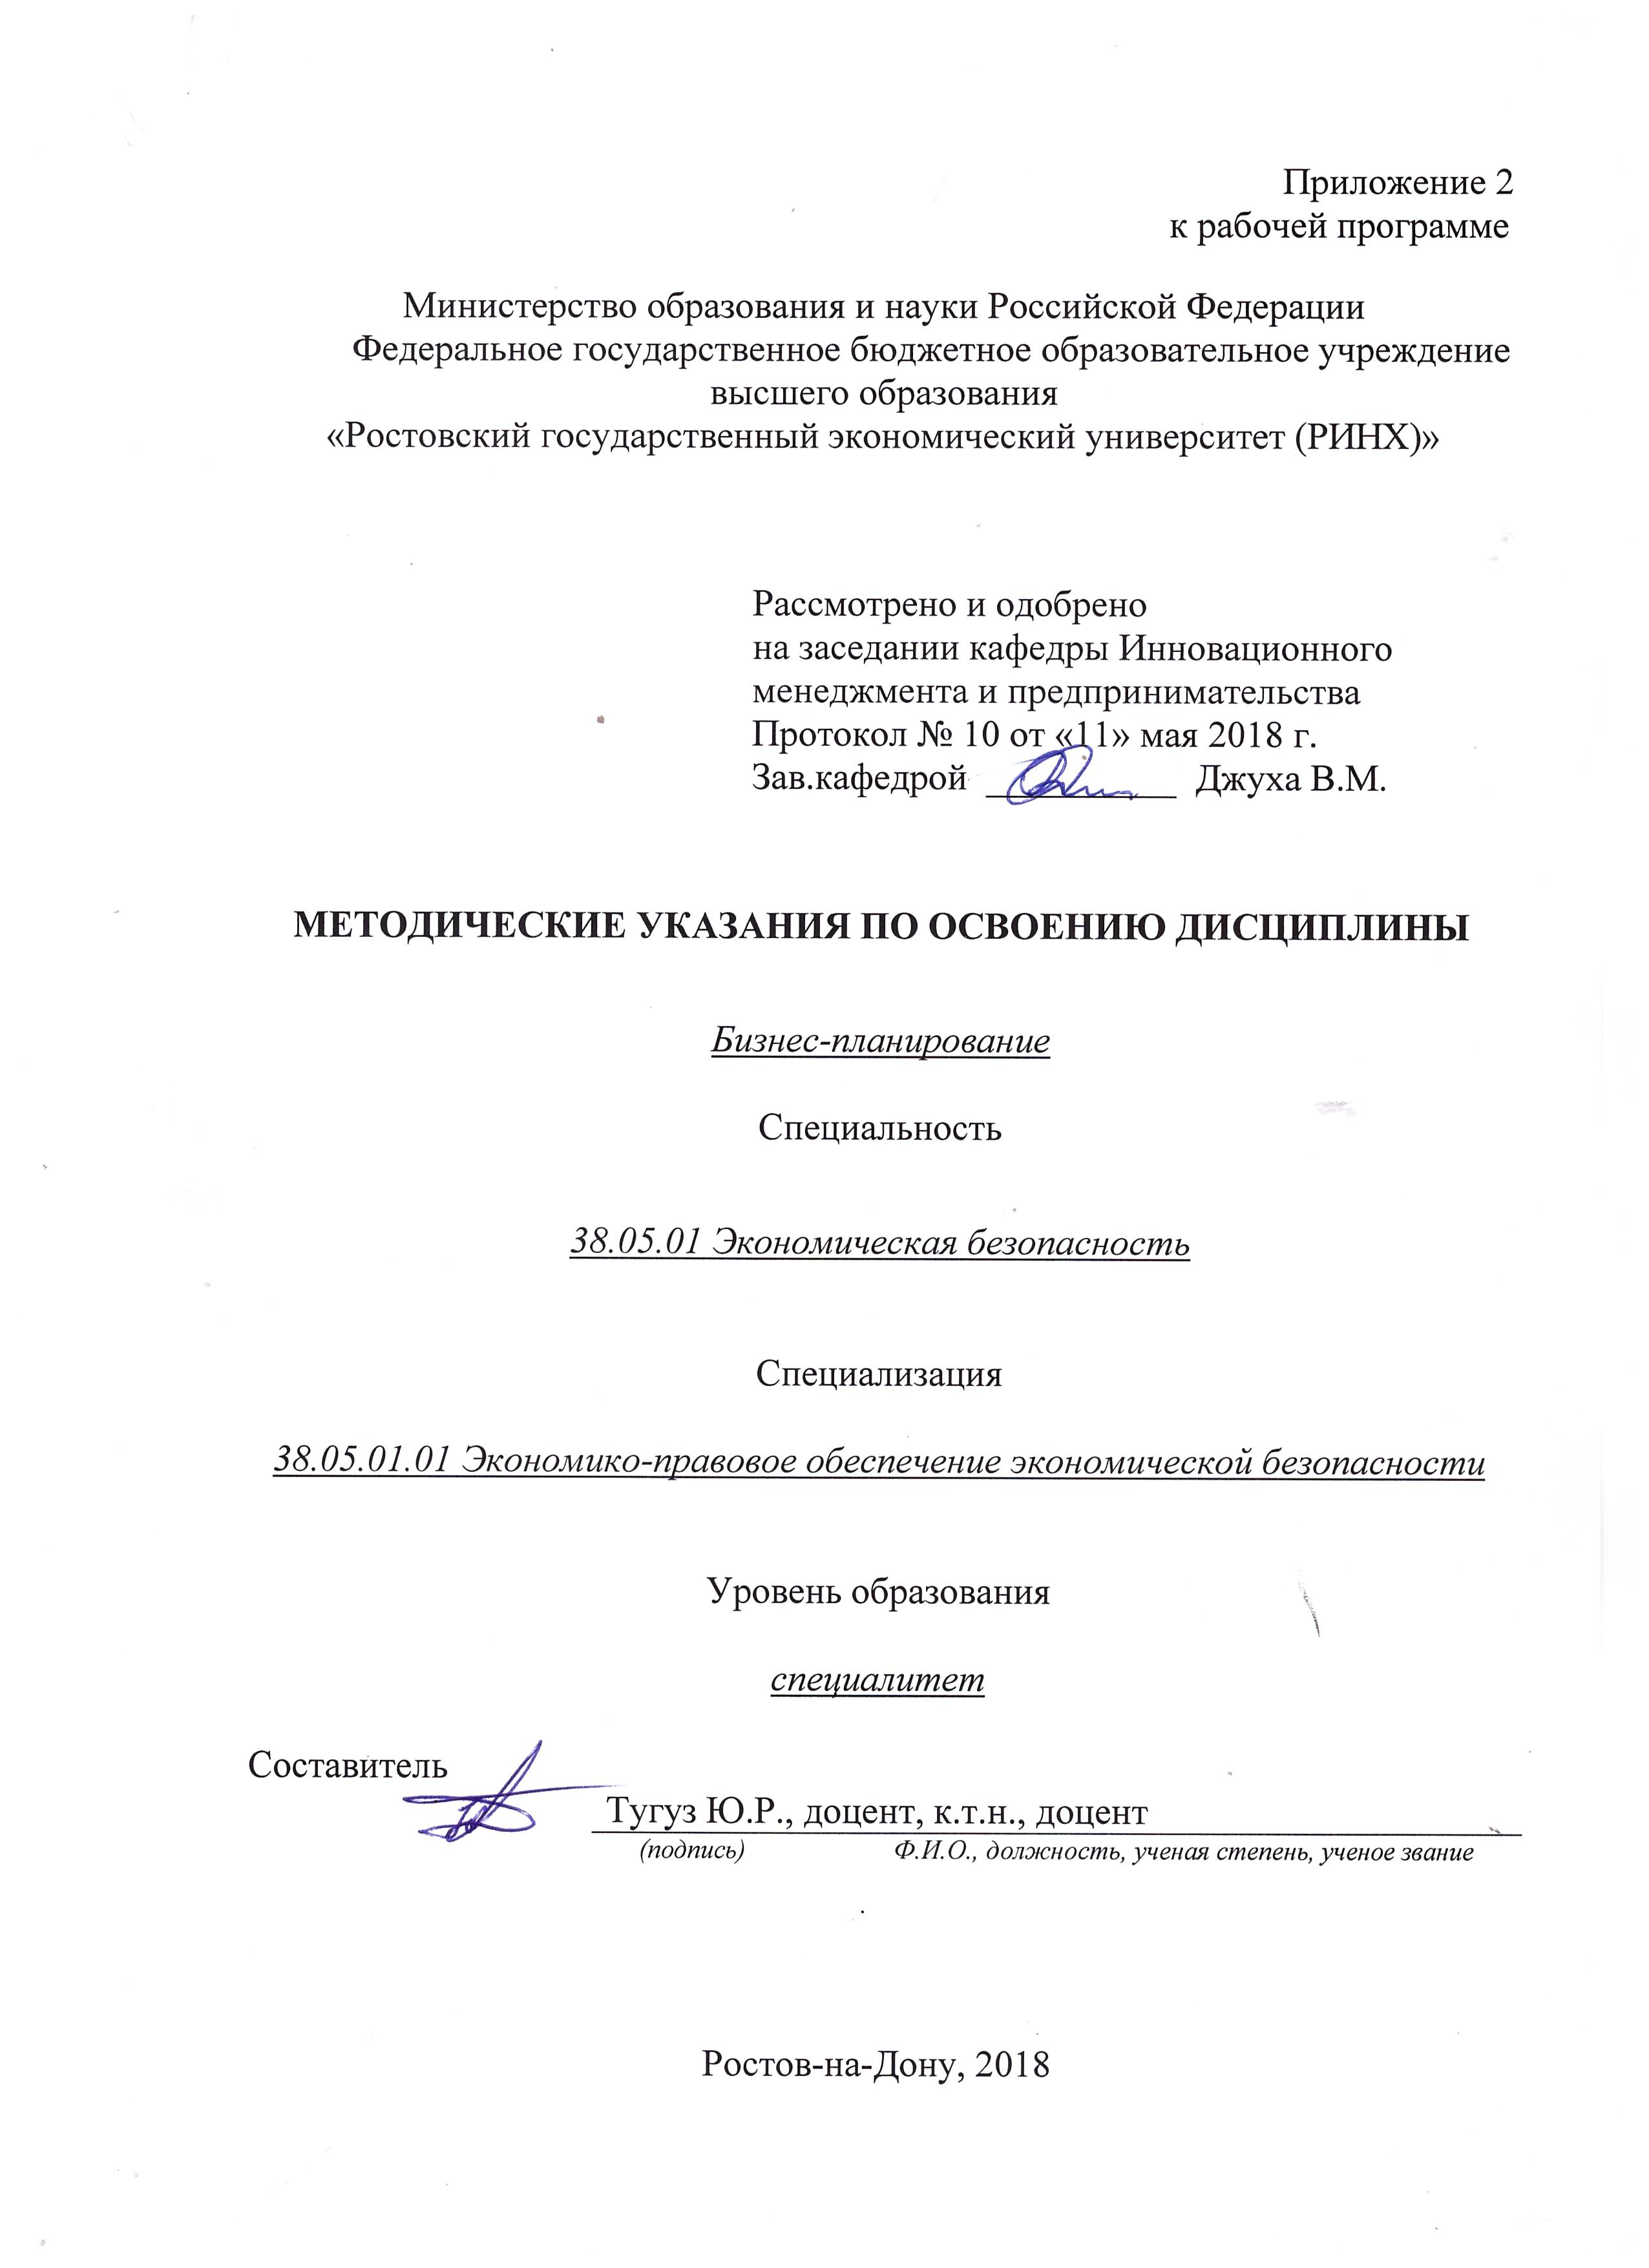 Приложение 2
к рабочей программе
Министерство образования и науки Российской Федерации
Федеральное государственное бюджетное образовательное учреждение
высшего образования
«Ростовский государственный экономический университет (РИНХ)»
Рассмотрено и одобрено
на заседании кафедры Инновационного
менеджмента и предпринимательства
Протокол № 10 от «11» мая 2018 г.
Зав.кафедрой __________ Джуха В.М.
МЕТОДИЧЕСКИЕ УКАЗАНИЯ ПО ОСВОЕНИЮ ДИСЦИПЛИНЫ
Бизнес-планирование
Специальность
38.05.01 Экономическая безопасность
Специализация
38.05.01.01 Экономико-правовое обеспечение экономической безопасности
Уровень образования
специалитет
Составитель
Тугуз Ю.Р., доцент, к.т.н., доцент
(подпись) Ф.И.О., должность, ученая степень, ученое звание
Ростов-на-Дону, 2018